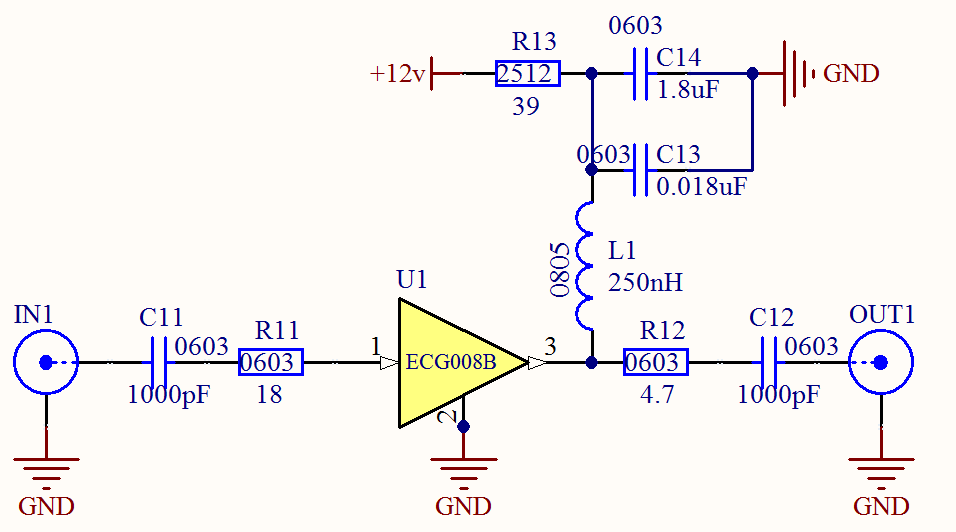 0603
R13
C14
+12v
2512
GND
1.8uF
39
0603
C13
0.018uF
0805
L1
250nH
U1
IN1
C11
R11
R12
C12
OUT1
0603
1
3
0603
0603
ECG008B
0603
0603
1000pF
18
4.7
1000pF
2
GND
GND
GND